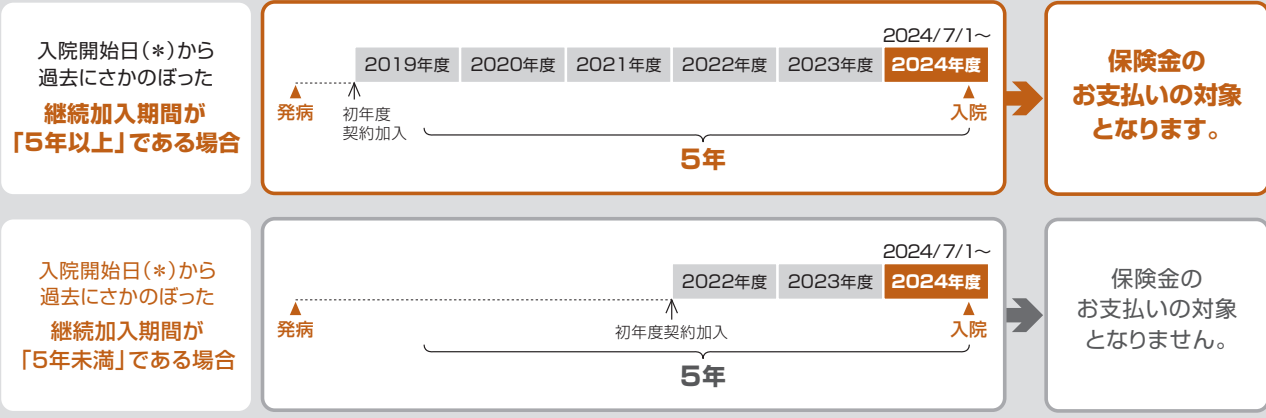 入院開始日(*)から
過去にさかのぼった
継続加入期間が
「5年以上」である場合
2024/7/1〜
2019年度 2020年度 2021年度 2022年度 2023年度 2024年度
発病
初年度
契約加入
入院
5年
保険金の
お支払いの対象
となります。
入院開始日(*)から
過去にさかのぼった
継続加入期間が
「5年未満」である場合
2024/7/1〜
2022年度 2023年度 2024年度
発病
初年度契約加入
入院
5年
保険金の
お支払いの対象
となりません。